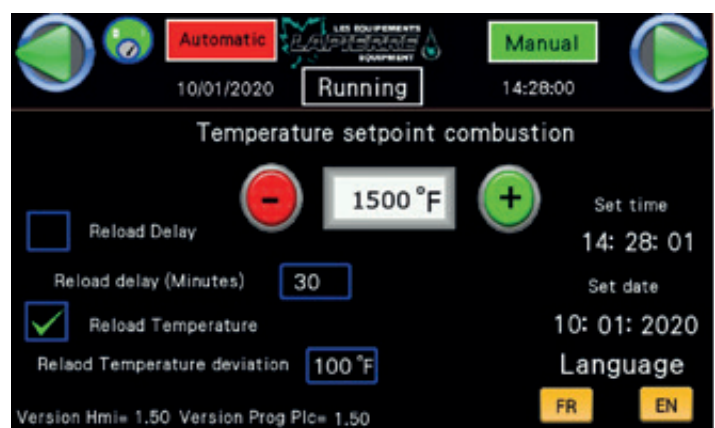 Automatic
LES EQUIPEMENTS
LAPIERRE
EQUIPMENT
Manual
10/01/2020
Running
14:28:00
Temperature setpoint combustion
-
1500 °F
+
Set time
Reload Delay
14: 28: 01
Reload delay (Minutes)
30
Set date
Reload Temperature
10: 01: 2020
Relaod Temperature deviation
100 °F
Language
FR
EN
Version Hmi= 1.50 Version Prog Plc= 1.50